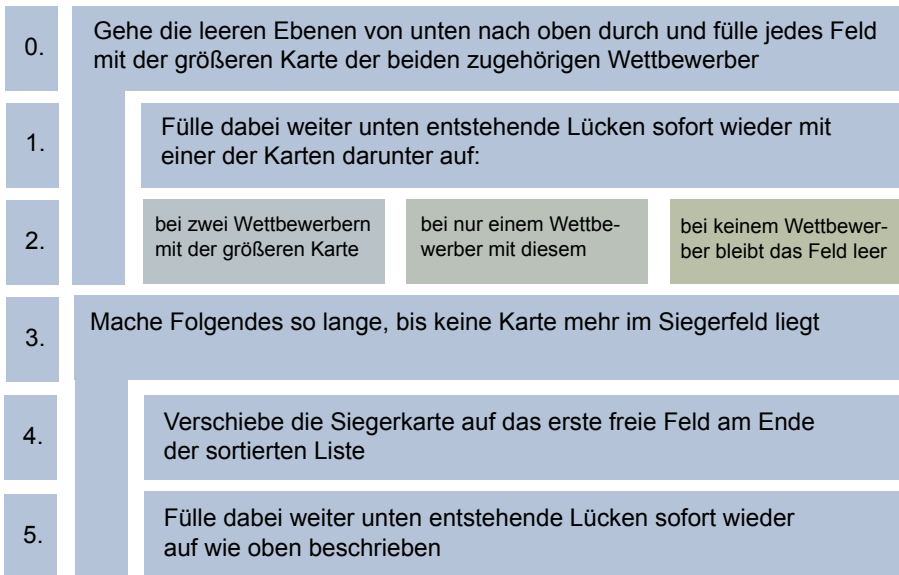 0.
Gehe die leeren Ebenen von unten nach oben durch und fülle jedes Feld
mit der größeren Karte der beiden zugehörigen Wettbewerber
1.
Fülle dabei weiter unten entstehende Lücken sofort wieder mit
einer der Karten darunter auf:
2.
bei zwei Wettbewerbern
mit der größeren Karte
bei nur einem Wettbe-
werber mit diesem
bei keinem Wettbewer-
ber bleibt das Feld leer
3.
Mache Folgendes so lange, bis keine Karte mehr im Siegerfeld liegt
4.
Verschiebe die Siegerkarte auf das erste freie Feld am Ende
der sortierten Liste
5.
Fülle dabei weiter unten entstehende Lücken sofort wieder
auf wie oben beschrieben